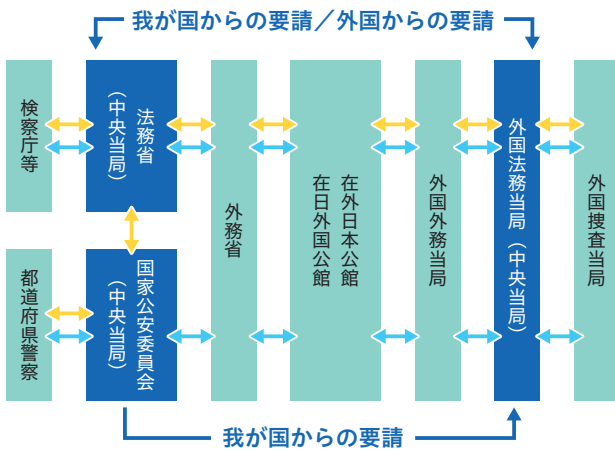 我が国からの要請／外国からの要請
検察庁等
法務省
（中央当局）
都道府県警察
国家公安委員会
（中央当局）
外務省
在外日本公館
在日外国公館
外国外務当局
外国法務当局（中央当局）
外国捜査当局
我が国からの要請